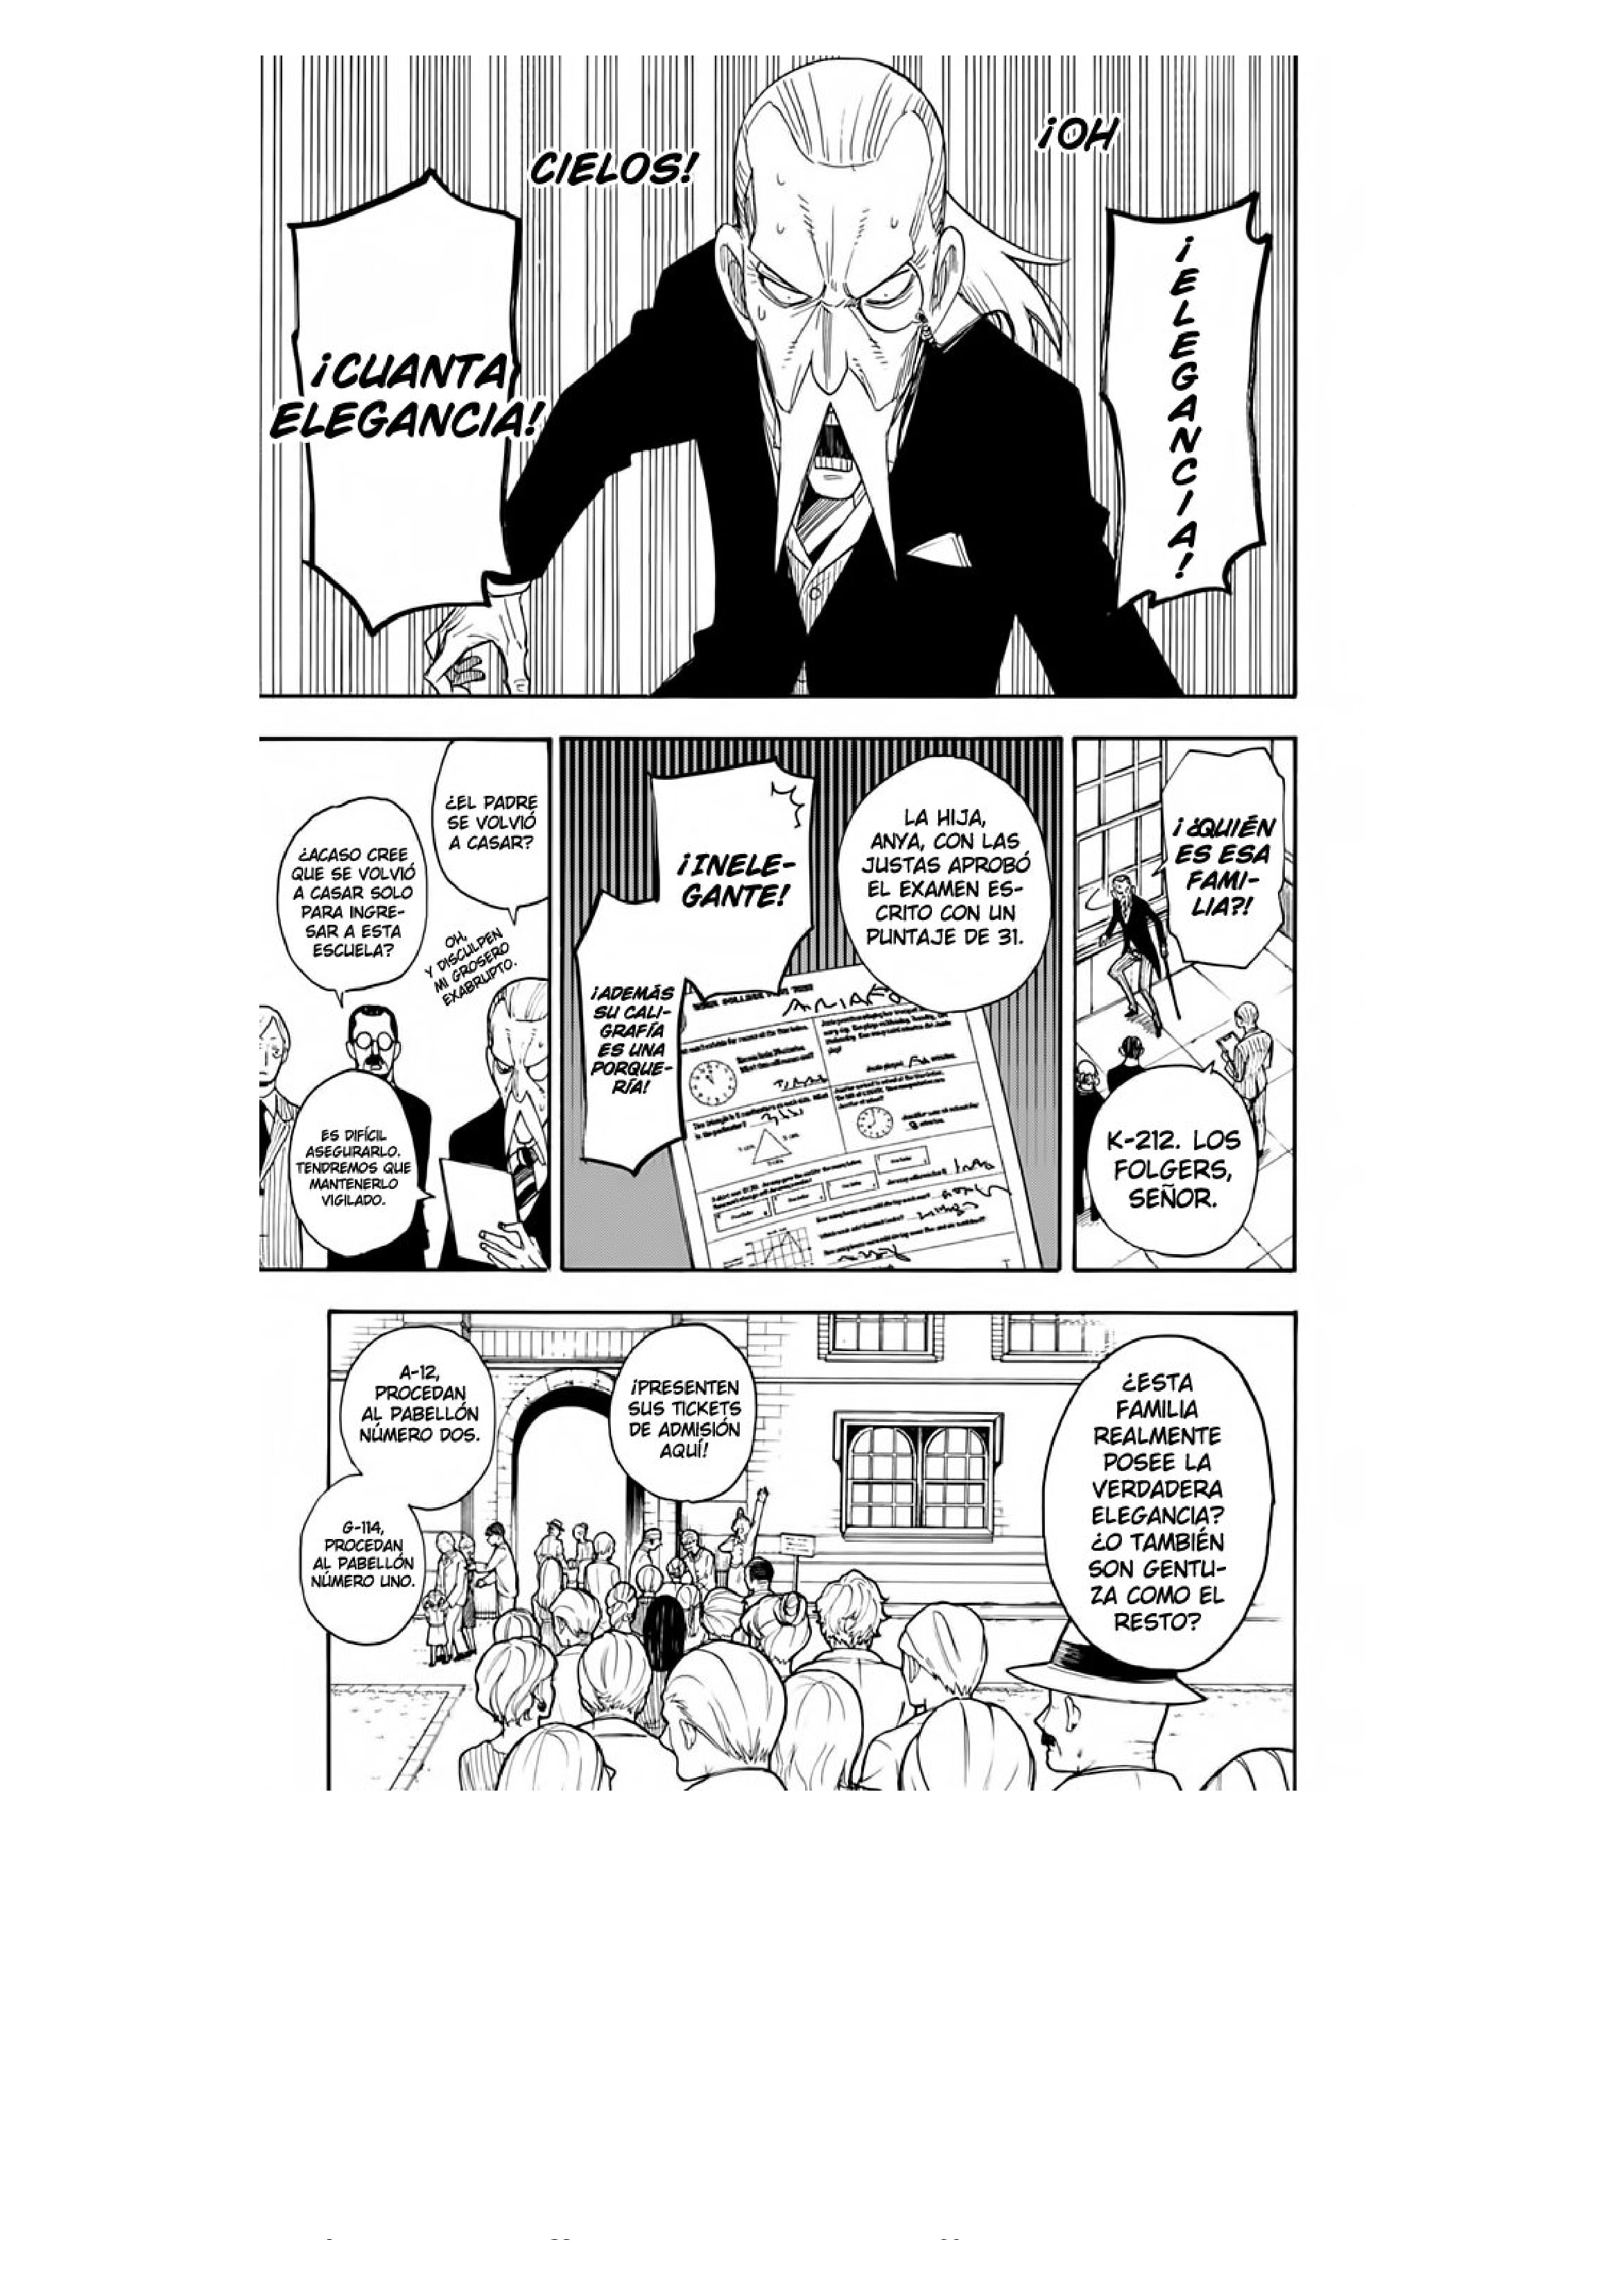 ¡OH
CIELOS!
¡ELEGANCIA!
¡CUANTA
ELEGANCIA!
¡¿QUIÉN
ES ESA
FAMI-
LIA?!
K-212. LOS
FOLGERS,
SEÑOR.
LA HIJA,
ANYA, CON LAS
JUSTAS APROBÓ
EL EXAMEN ES-
CRITO CON UN
PUNTAJE DE 31.
¡INELE-
GANTE!
¡ADEMÁS
SU CALI-
GRAFÍA
ES UNA
PORQUE-
RÍA!
¿EL PADRE
SE VOLVIÓ
A CASAR?
OH,
Y DISCULPEN
MI GROSERO
EXABRUPTO.
¿ACASO CREE
QUE SE VOLVIÓ
A CASAR SOLO
PARA INGRE-
SAR A ESTA
ESCUELA?
ES DIFÍCIL
ASEGURARLO.
TENDREMOS QUE
MANTENERLO
VIGILADO.
¿ESTA
FAMILIA
REALMENTE
POSEE LA
VERDADERA
ELEGANCIA?
¿O TAMBIÉN
SON GENTU-
ZA COMO EL
RESTO?
¡PRESENTEN
SUS TICKETS
DE ADMISIÓN
AQUÍ!
A-12,
PROCEDAN
AL PABELLÓN
NÚMERO DOS.
G-114,
PROCEDAN
AL PABELLÓN
NÚMERO UNO.